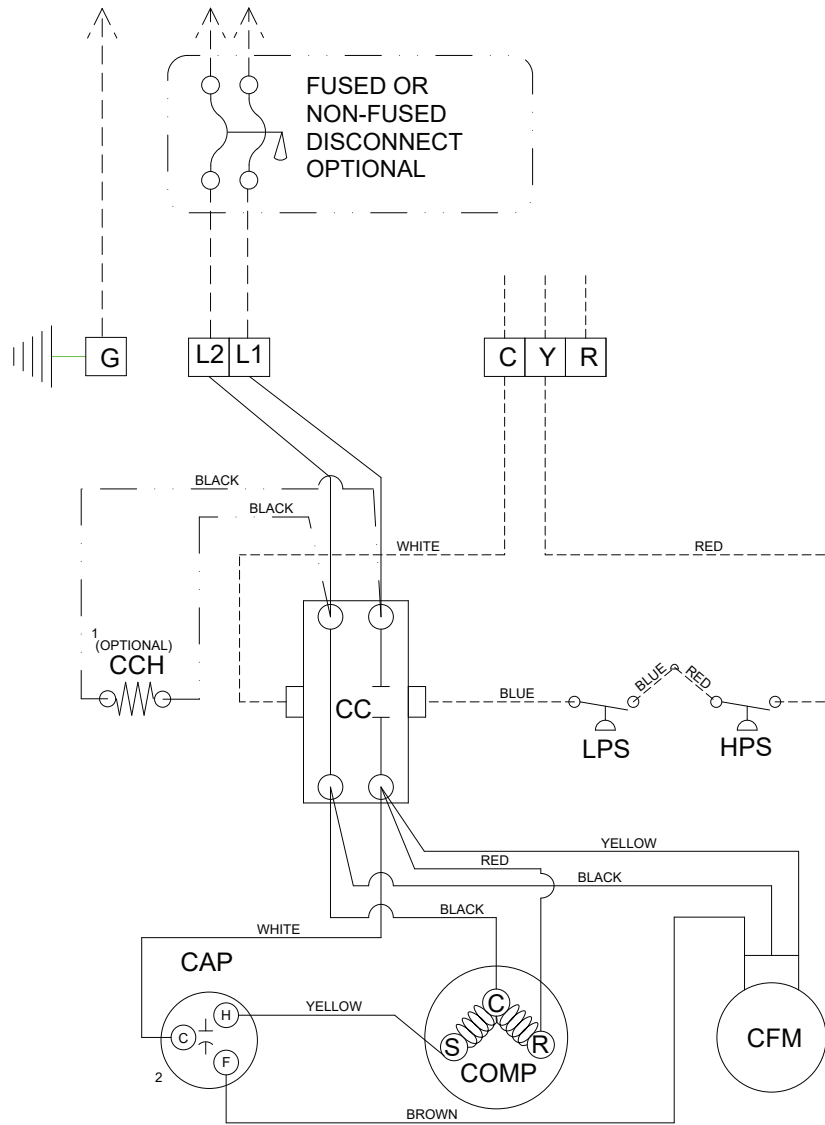 FUSED OR
NON-FUSED
DISCONNECT
OPTIONAL
G
L2 L1
C Y R
BLACK
BLACK
WHITE
RED
1
(OPTIONAL)
CCH
CC
BLUE
BLUE
RED
LPS
HPS
YELLOW
RED
BLACK
BLACK
WHITE
CAP
H
C
F
2
YELLOW
C
S
R
COMP
CFM
BROWN